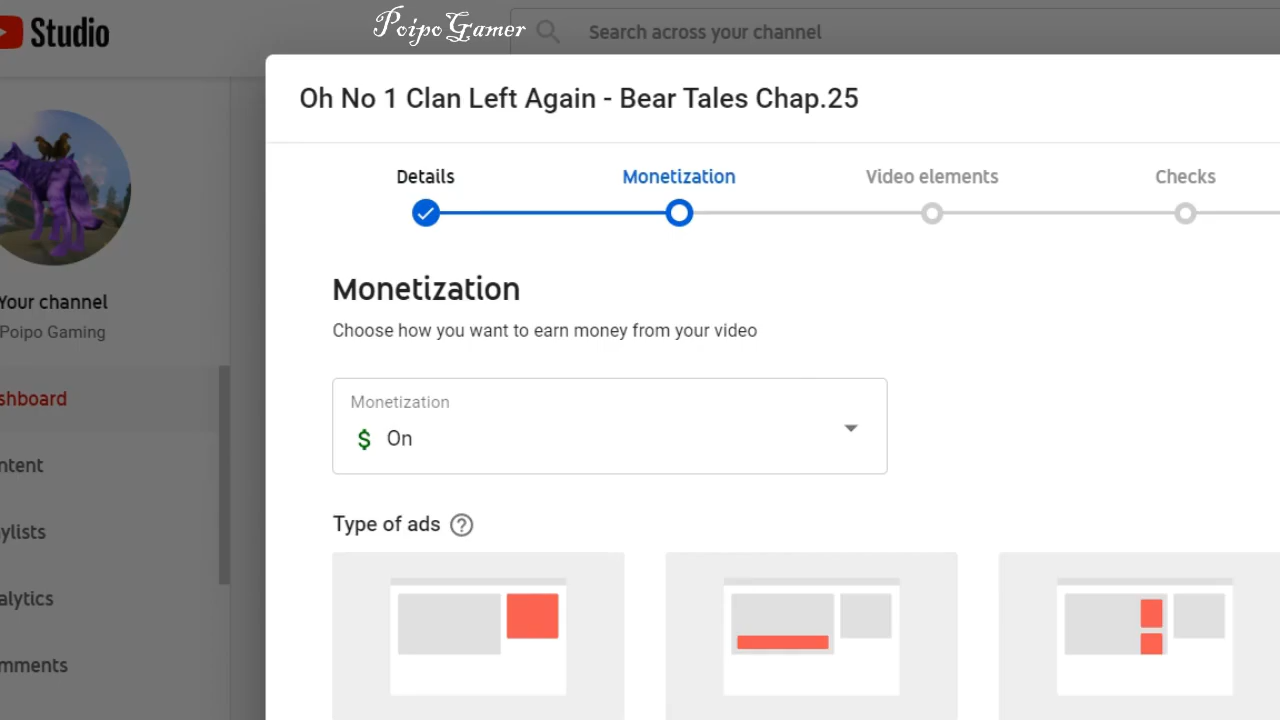 Studio
PoipoGamer
Search across your channel
Oh No 1 Clan Left Again - Bear Tales Chap.25
Details
Monetization
Video elements
Checks
Monetization
Choose how you want to earn money from your video
Monetization
$ On
Type of ads ?
Your channel
Poipo Gaming
shboard
ntent
ylists
alytics
mments